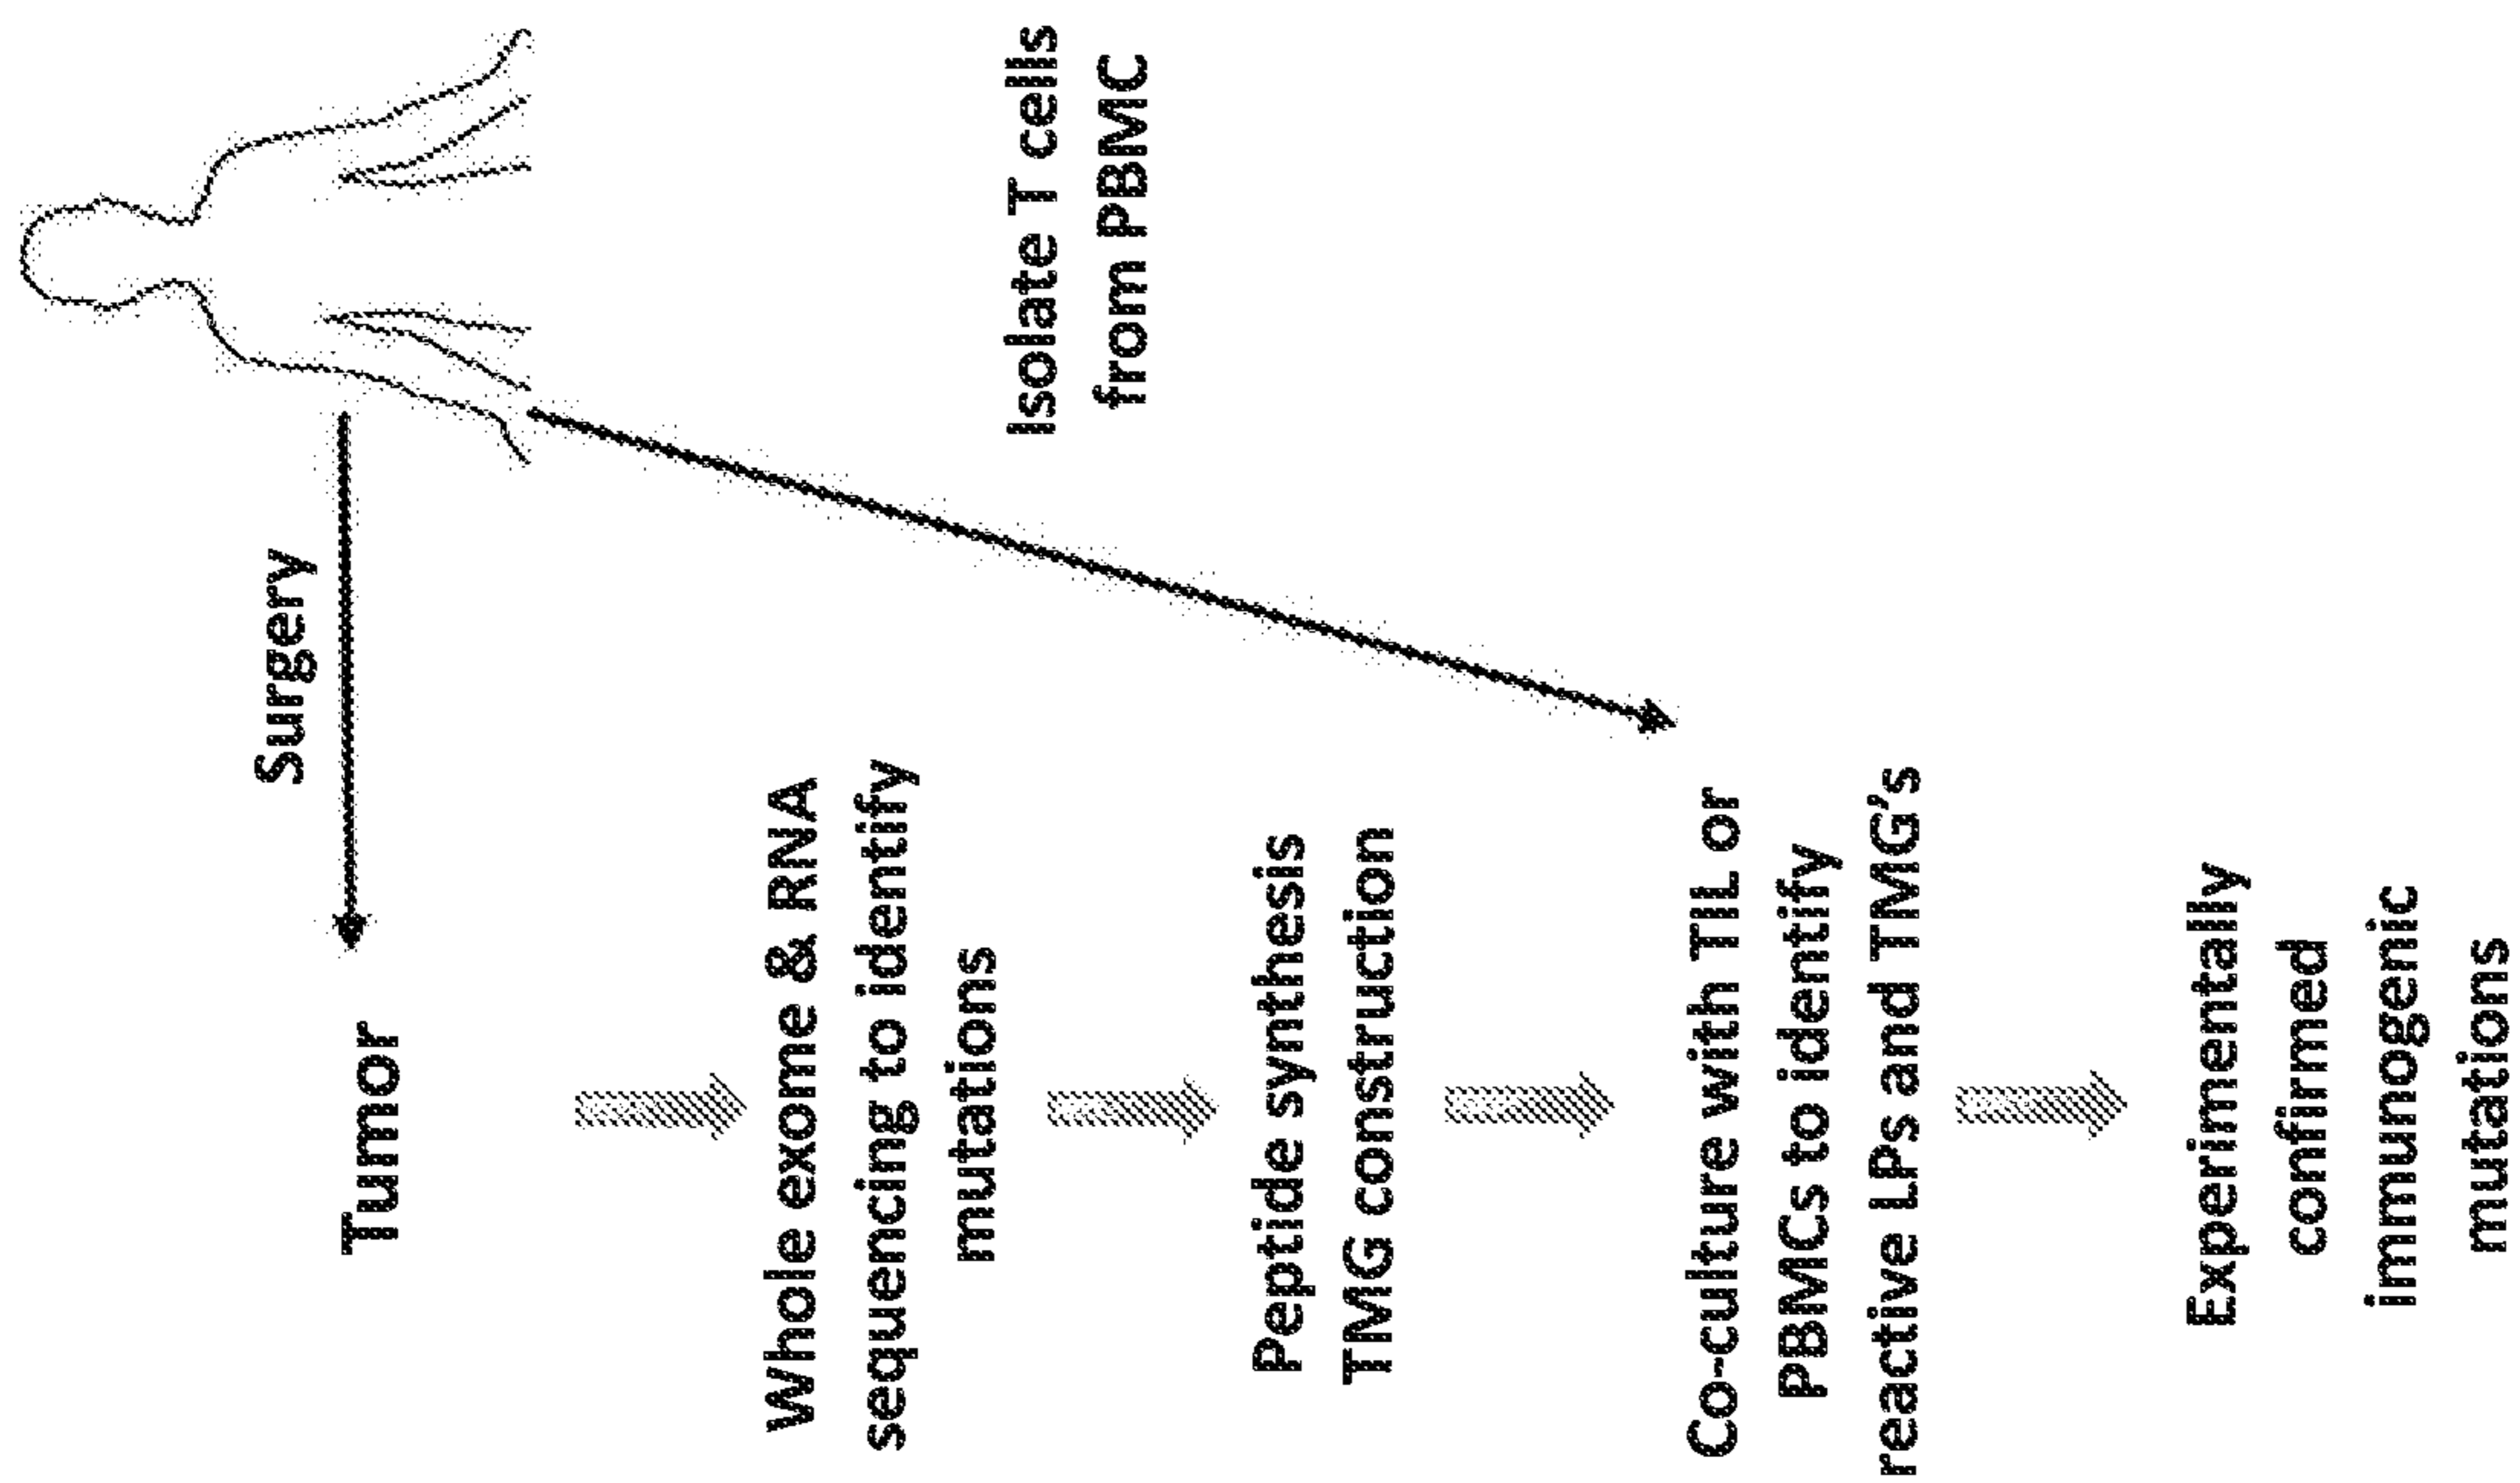 Surgery
Tumor
Isolate T cells
from PBMC
Whole exome & RNA
sequencing to identify
mutations
Peptide synthesis
TMG construction
Co-culture with TIL or
PBMCs to identify
reactive LPs and TMG's
Experimentally
confirmed
immunogenic
mutations